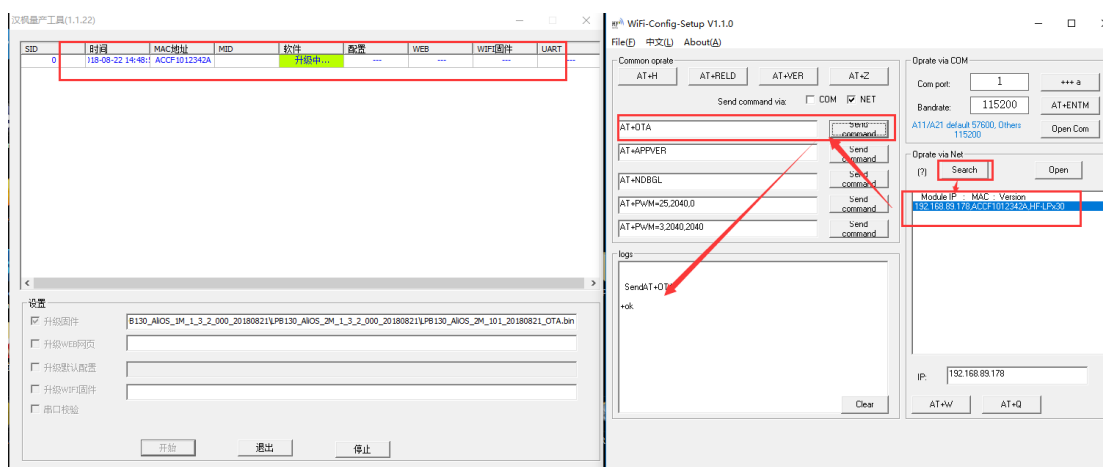 汉枫量产工具(1.1.22)
SID 时间 MAC地址 MID 软件 配置 WEB WIFI固件 UART
0 )18-08-22 14:48: ACCF1012342A 升级中... --- --- --- ---
设置
升级固件 B130_AliOS_1M_1_3_2_000_20180821\LPB130_AliOS_2M_1_3_2_000_20180821\LPB130_AliOS_2M_101_20180821_OTA.bin
升级WEB网页
升级默认配置
升级WIFI固件
串口校验
开始 退出 停止
WiFi-Config-Setup V1.1.0
File(F) 中文(L) About(A)
Common oprate
AT+H AT+RELD AT+VER AT+Z
Send command via: COM NET
AT+OTA Send command
AT+APPVER Send command
AT+NDBGL Send command
AT+PWM=25,2040,0 Send command
AT+PWM=3,2040,2040 Send command
logs
SendAT+OTA
+ok
Clear
Oprate via COM
Com port: 1 +++ a
Bandrate: 115200 AT+ENTM
A11/A21 default 57600, Others
115200
Open Com
Oprate via Net
(?) Search Open
Module IP : MAC : Version
192.168.89.178,ACCF1012342A,HF-LPx30
IP: 192.168.89.178
AT+W AT+Q